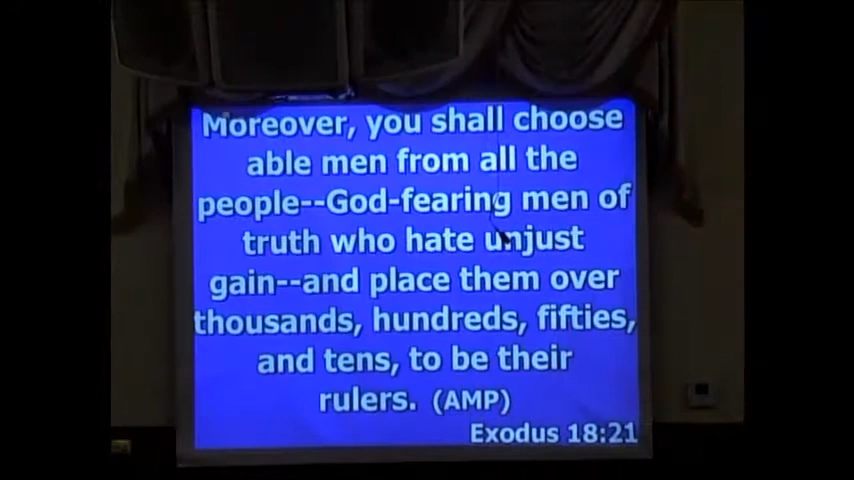 Moreover, you shall choose
able men from all the
people--God-fearing men of
truth who hate unjust
gain--and place them over
thousands, hundreds, fifties,
and tens, to be their
rulers. (AMP)
Exodus 18:21